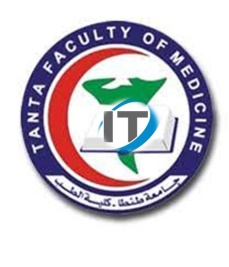 TANTA FACULTY OF MEDICINE
IT
جامعة طنطا - كلية الطب